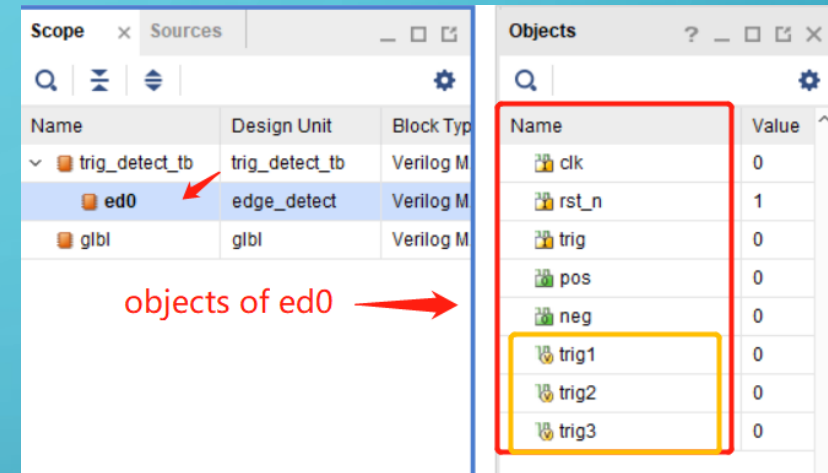 Scope Sources
Name Design Unit Block Typ
trig_detect_tb trig_detect_tb Verilog M
ed0 edge_detect Verilog M
glbl glbl Verilog M
objects of ed0
Objects ?
Name Value
clk 0
rst_n 1
trig 0
pos 0
neg 0
trig1 0
trig2 0
trig3 0